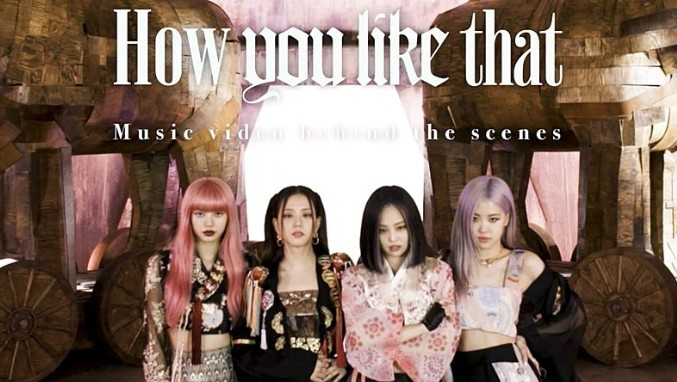 How you like that
Music video behind the scenes